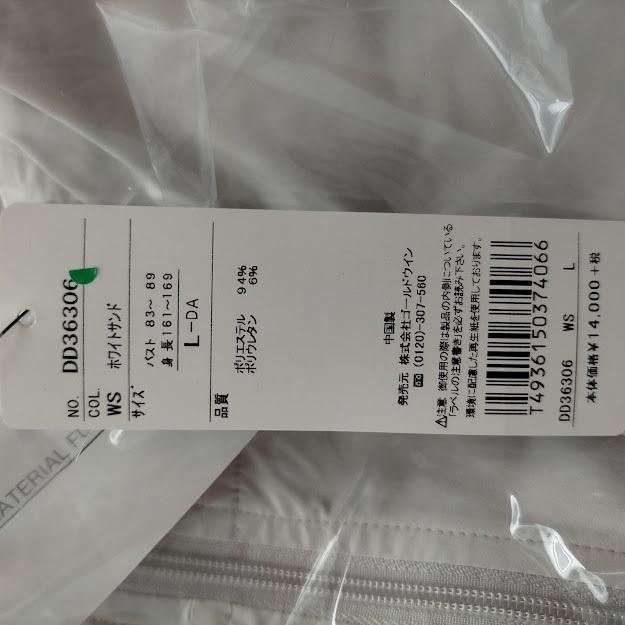 NO. DD36306
COL.
WS ホワイトサンド
サイズ
バスト 83〜 89
身長161〜169
L-DA
品質
ポリエステル 94%
ポリウレタン 6%
中国製
発売元 株式会社ゴールドウイン
(0120)-307-560
⚠注意 御使用の際は製品の内側についている
「ラベルの注意書き」を必ずお読み下さい。
環境に配慮した再生紙を使用しております。
T4936150374066
DD36306 WS L
本体価格¥14,000+税
MATERIAL